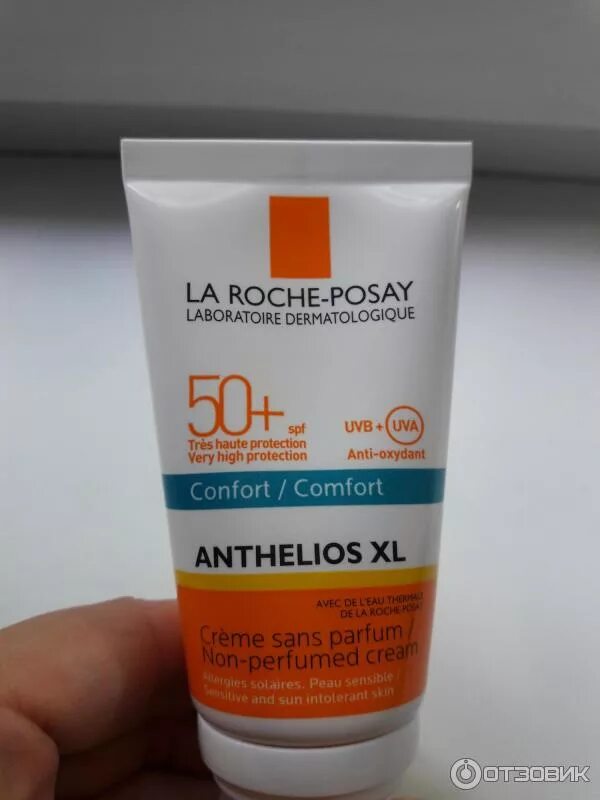 LA ROCHE-POSAY
LABORATOIRE DERMATOLOGIQUE
50+ spf
Très haute protection
Very high protection
UVB + UVA
Anti-oxydant
Confort / Comfort
ANTHELIOS XL
AVEC DE L'EAU THERMALE
DE LA ROCHE-POSAY
Crème sans parfum /
Non-perfumed cream
Allergies solaires. Peau sensible /
Sensitive and sun intolerant skin
ОТЗОВИК